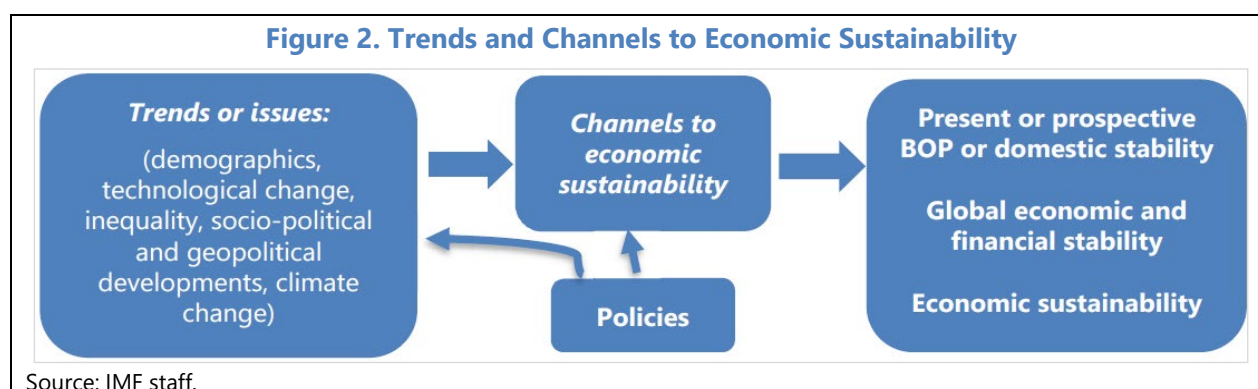 Figure 2. Trends and Channels to Economic Sustainability
Trends or issues:
(demographics,
technological change,
inequality, socio-political
and geopolitical
developments, climate
change)
Channels to
economic
sustainability
Policies
Present or prospective
BOP or domestic stability
Global economic and
financial stability
Economic sustainability
Source: IMF staff.